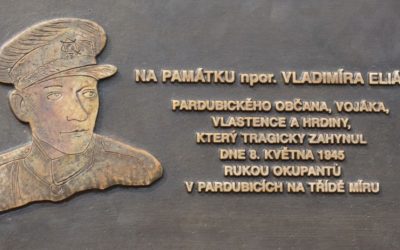 NA PAMÁTKU npor. VLADIMÍRA
PARDUBICKÉHO OBČANA, VOJÁKA,
VLASTENCE A HRDINY,
KTERÝ TRAGICKY ZAHYNUL
DNE 8. KVĚTNA 1945
RUKOU OKUPANTŮ
V PARDUBICÍCH NA TŘÍDĚ MÍRU